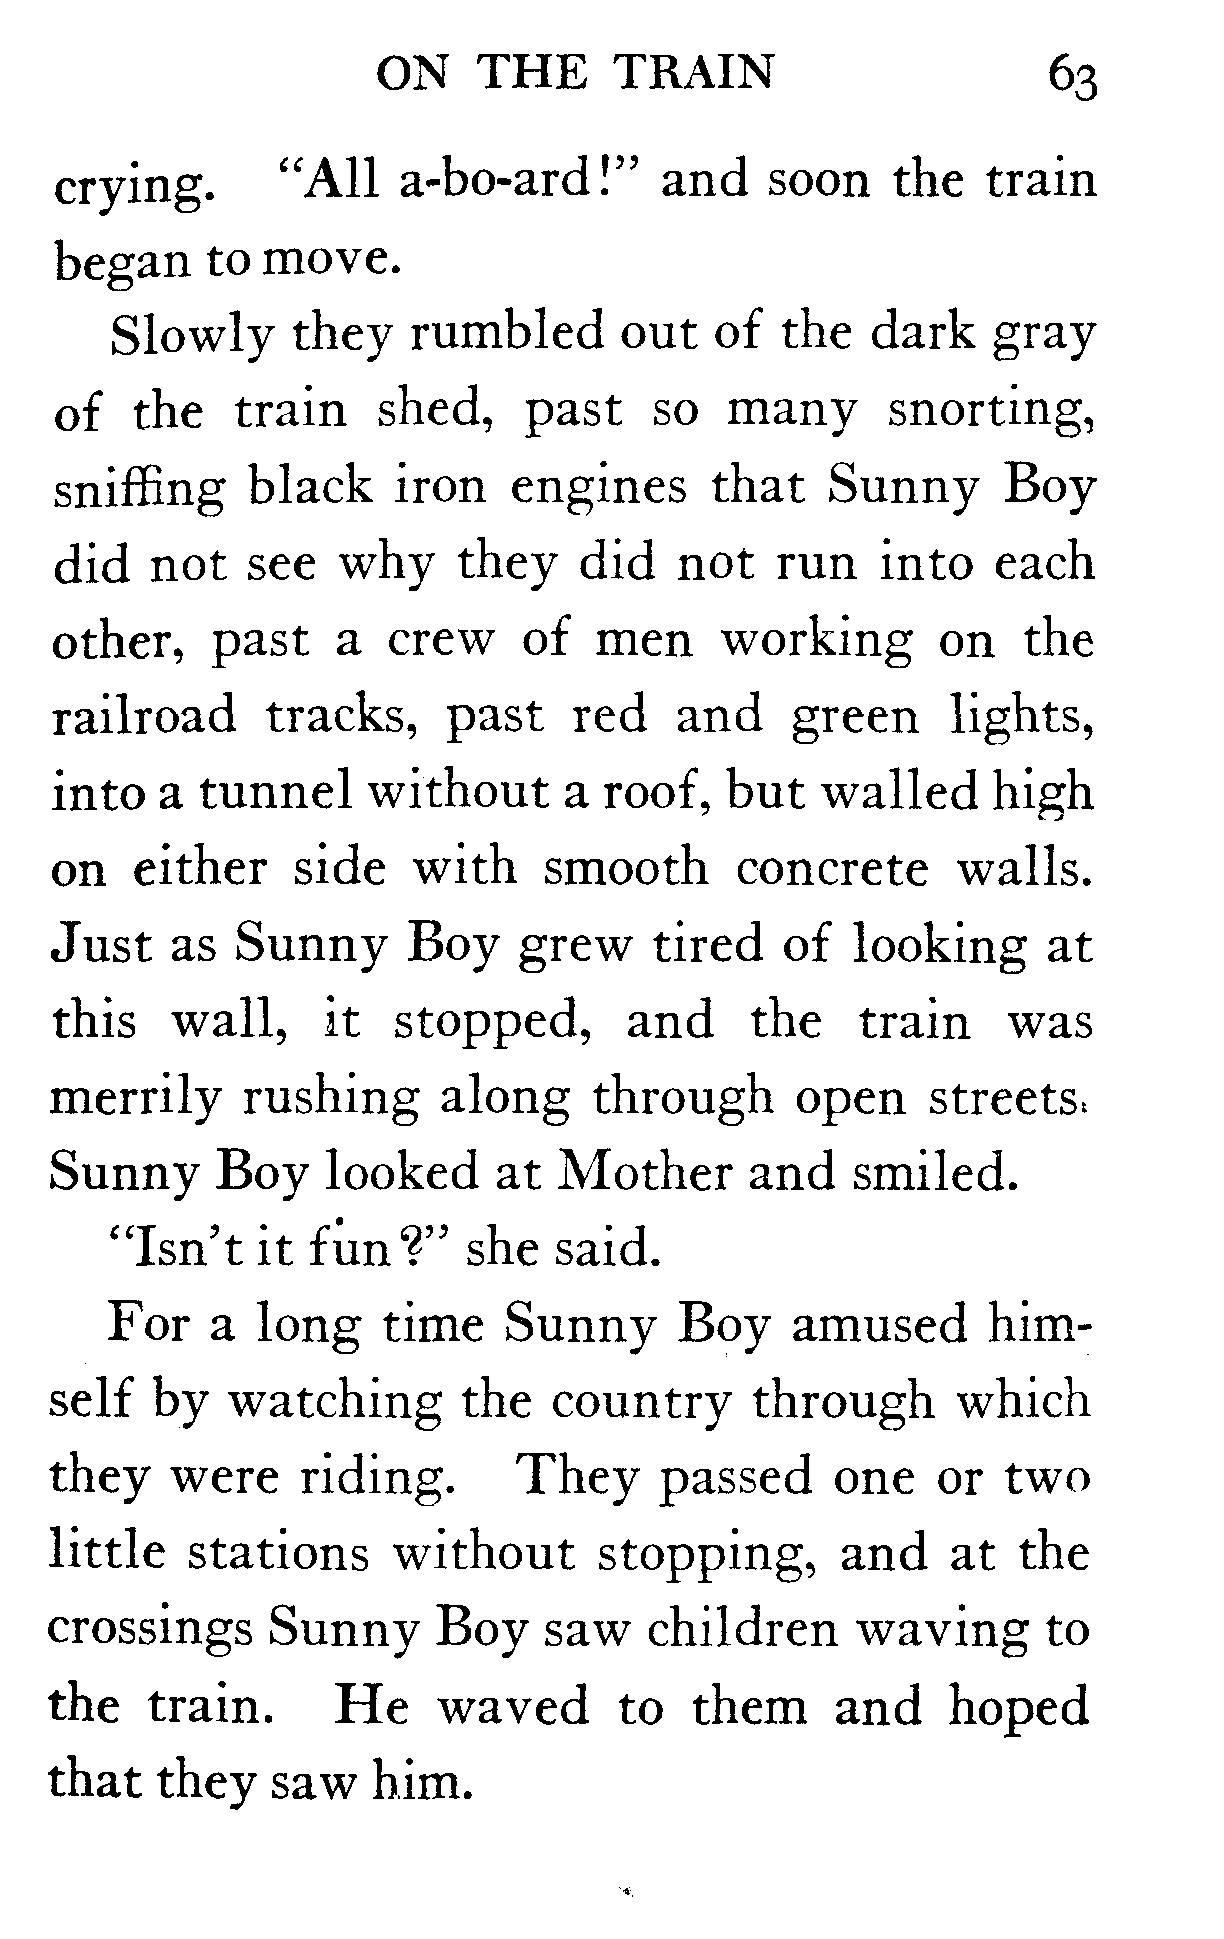 ON THE TRAIN 63
crying. "All a-bo-ard!" and soon the train
began to move.
Slowly they rumbled out of the dark gray
of the train shed, past so many snorting,
sniffing black iron engines that Sunny Boy
did not see why they did not run into each
other, past a crew of men working on the
railroad tracks, past red and green lights,
into a tunnel without a roof, but walled high
on either side with smooth concrete walls.
Just as Sunny Boy grew tired of looking at
this wall, it stopped, and the train was
merrily rushing along through open streets.
Sunny Boy looked at Mother and smiled.
"Isn't it fun?" she said.
For a long time Sunny Boy amused him-
self by watching the country through which
they were riding. They passed one or two
little stations without stopping, and at the
crossings Sunny Boy saw children waving to
the train. He waved to them and hoped
that they saw him.